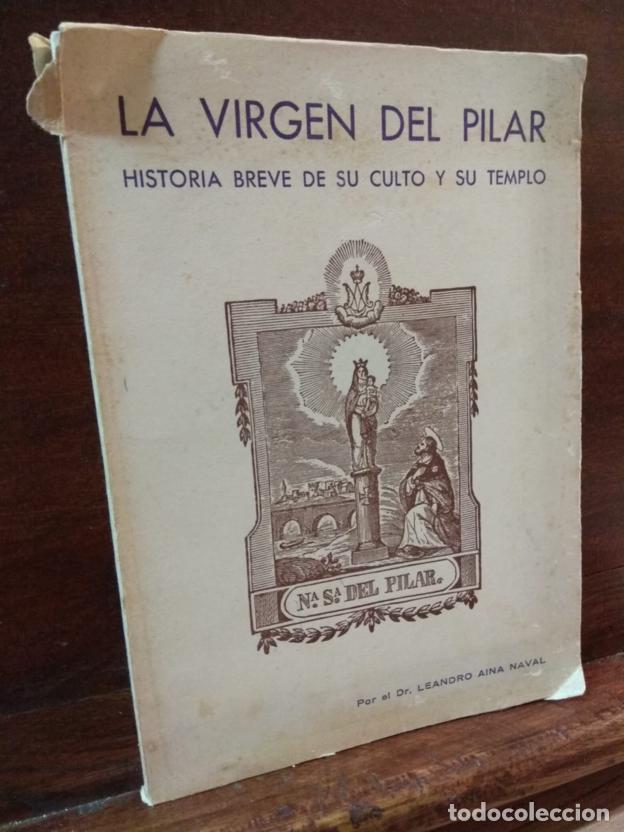 LA VIRGEN DEL PILAR
HISTORIA BREVE DE SU CULTO Y SU TEMPLO
Nª. Sª. DEL PILAR.
Por el Dr. LEANDRO AINA NAVAL
todocoleccion